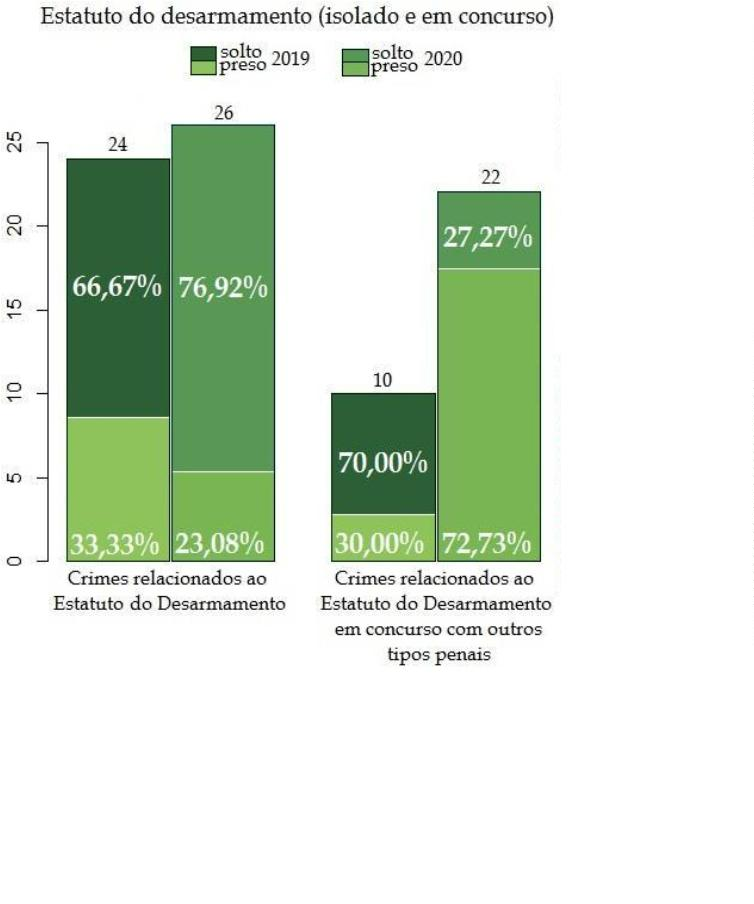 Estatuto do desarmamento (isolado e em concurso)
solto
preso 2019
solto
preso 2020
25
20
15
10
5
0
24
26
66,67%
76,92%
33,33%
23,08%
22
27,27%
10
70,00%
30,00%
72,73%
Crimes relacionados ao
Estatuto do Desarmamento
Crimes relacionados ao
Estatuto do Desarmamento
em concurso com outros
tipos penais